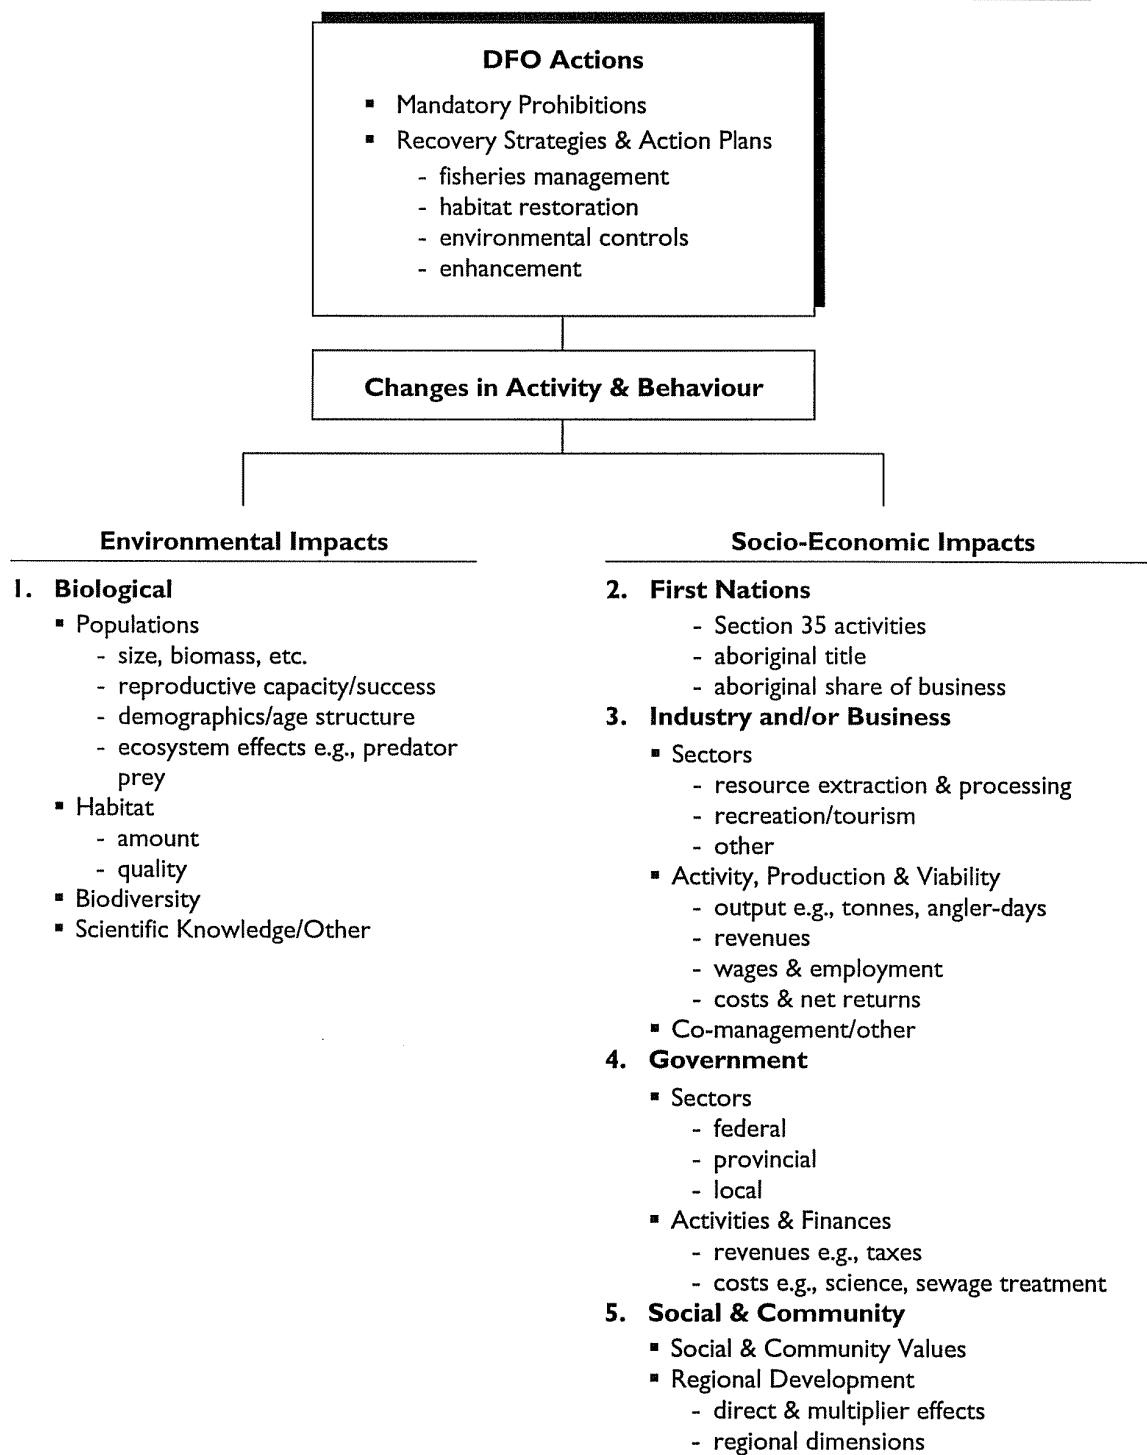 DFO Actions
▪ Mandatory Prohibitions
▪ Recovery Strategies & Action Plans
- fisheries management
- habitat restoration
- environmental controls
- enhancement
Changes in Activity & Behaviour
Environmental Impacts
1. Biological
▪ Populations
- size, biomass, etc.
- reproductive capacity/success
- demographics/age structure
- ecosystem effects e.g., predator
prey
▪ Habitat
- amount
- quality
▪ Biodiversity
▪ Scientific Knowledge/Other
Socio-Economic Impacts
2. First Nations
- Section 35 activities
- aboriginal title
- aboriginal share of business
3. Industry and/or Business
▪ Sectors
- resource extraction & processing
- recreation/tourism
- other
▪ Activity, Production & Viability
- output e.g., tonnes, angler-days
- revenues
- wages & employment
- costs & net returns
▪ Co-management/other
4. Government
▪ Sectors
- federal
- provincial
- local
▪ Activities & Finances
- revenues e.g., taxes
- costs e.g., science, sewage treatment
5. Social & Community
▪ Social & Community Values
▪ Regional Development
- direct & multiplier effects
- regional dimensions